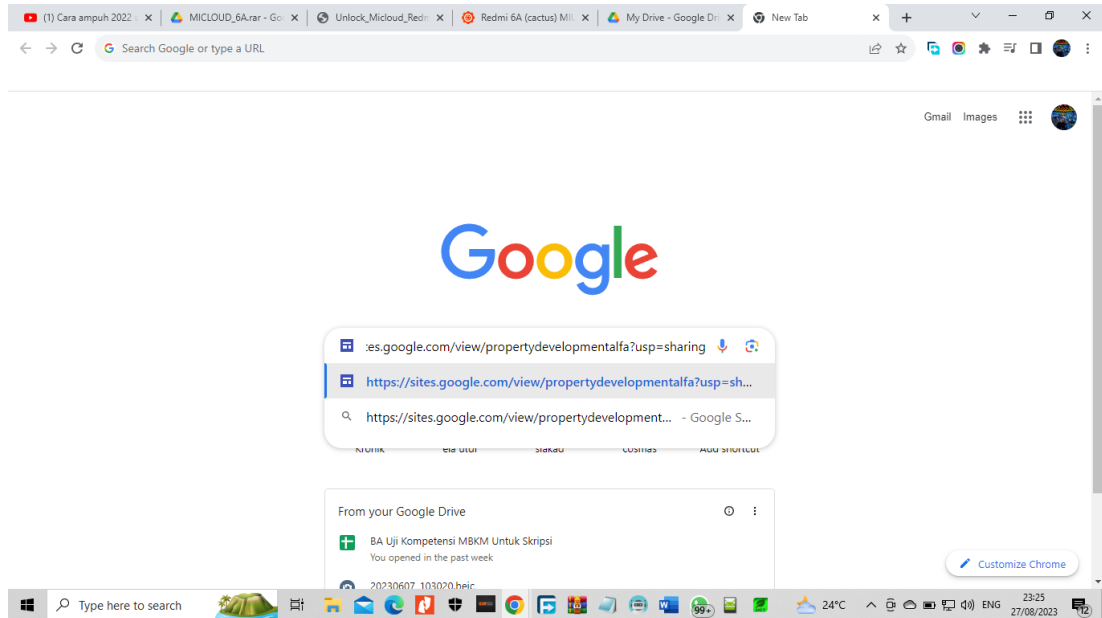 (1) Cara ampuh 2022
MICLOUD_6A.rar - Go
Unlock_Micloud_Redm
Redmi 6A (cactus) MIU
My Drive - Google Dri
New Tab
Search Google or type a URL
Gmail Images
Google
:es.google.com/view/propertydevelopmentalfa?usp=sharing
https://sites.google.com/view/propertydevelopmentalfa?usp=sh...
https://sites.google.com/view/propertydevelopment... - Google S...
Kronik ela utur siakad cosmas Add shortcut
From your Google Drive
BA Uji Kompetensi MBKM Untuk Skripsi
You opened in the past week
20230607_103020.heic
Customize Chrome
Type here to search
99+
24°C
ENG
23:25
27/08/2023
12